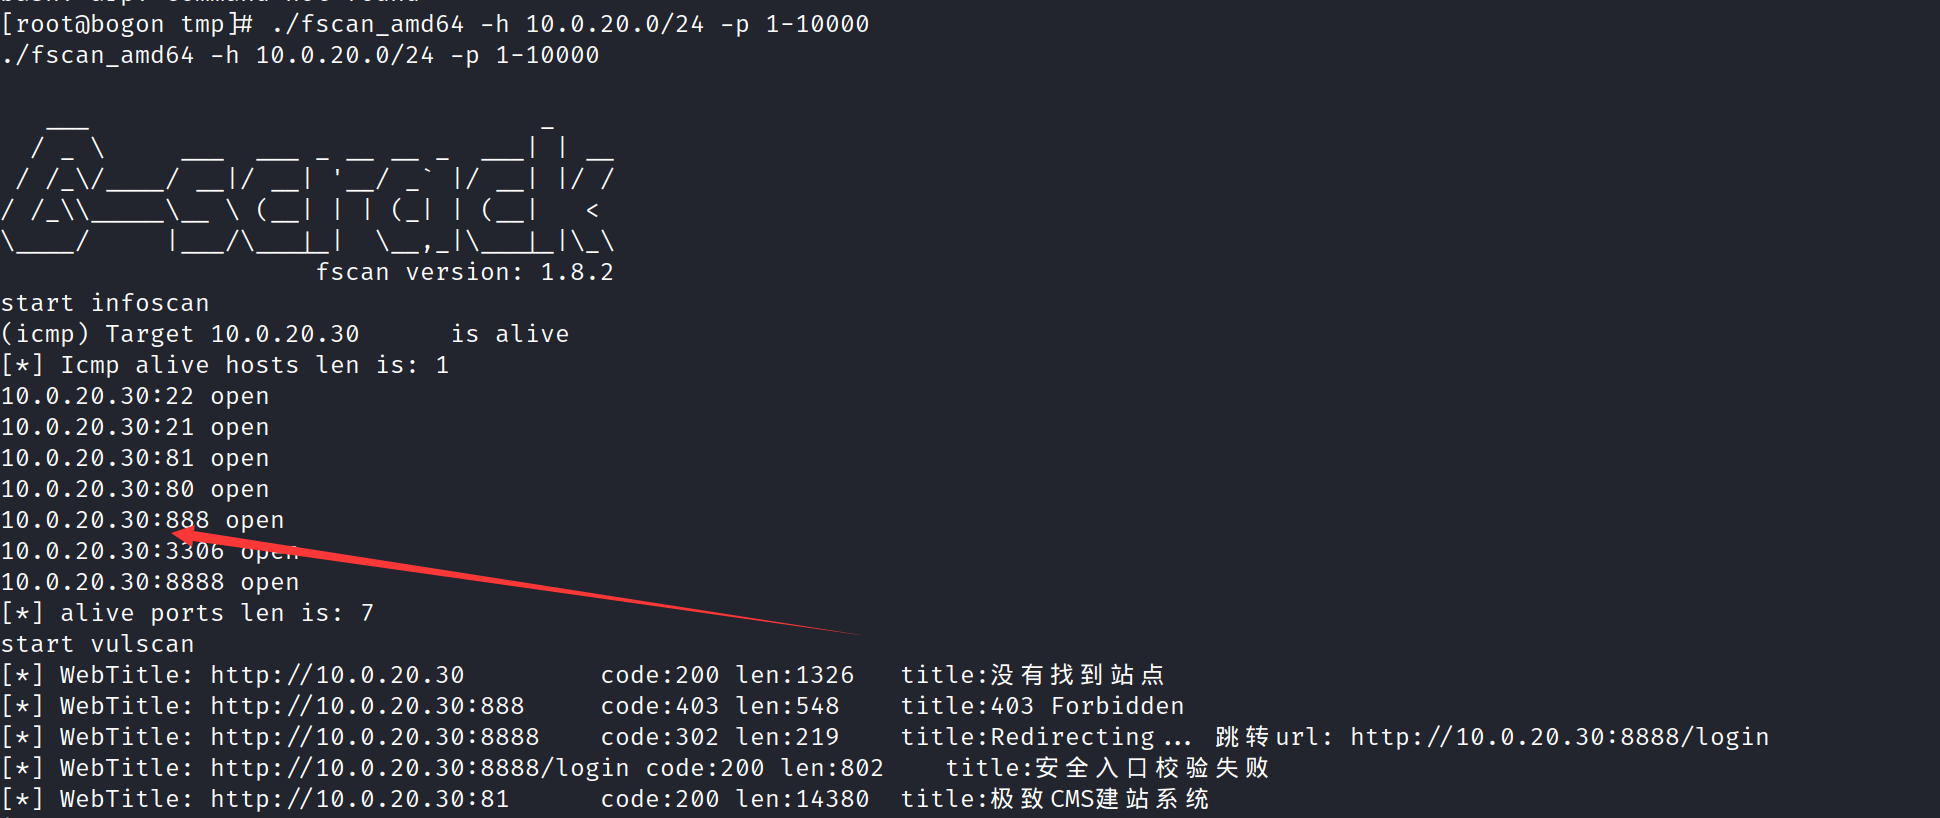 [root@bogon tmp]# ./fscan_amd64 -h 10.0.20.0/24 -p 1-10000
./fscan_amd64 -h 10.0.20.0/24 -p 1-10000
fscan version: 1.8.2
start infoscan
(icmp) Target 10.0.20.30      is alive
[*] Icmp alive hosts len is: 1
10.0.20.30:22 open
10.0.20.30:21 open
10.0.20.30:81 open
10.0.20.30:80 open
10.0.20.30:888 open
10.0.20.30:3306 open
10.0.20.30:8888 open
[*] alive ports len is: 7
start vulscan
[*] WebTitle: http://10.0.20.30         code:200 len:1326   title:没有找到站点
[*] WebTitle: http://10.0.20.30:888     code:403 len:548    title:403 Forbidden
[*] WebTitle: http://10.0.20.30:8888    code:302 len:219    title:Redirecting... 跳转url: http://10.0.20.30:8888/login
[*] WebTitle: http://10.0.20.30:8888/login code:200 len:802    title:安全入口校验失败
[*] WebTitle: http://10.0.20.30:81      code:200 len:14380  title:极致CMS建站系统